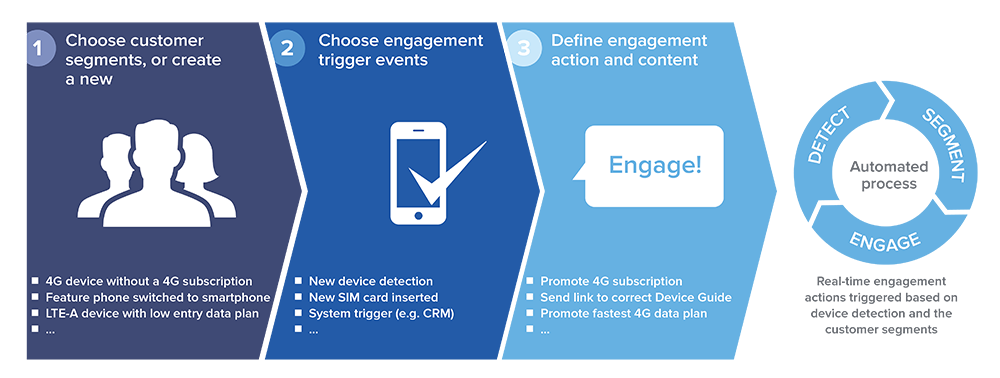 1
Choose customer
segments, or create
a new
4G device without a 4G subscription
Feature phone switched to smartphone
LTE-A device with low entry data plan
...
2
Choose engagement
trigger events
New device detection
New SIM card inserted
System trigger (e.g. CRM)
...
3
Define engagement
action and content
Engage!
Promote 4G subscription
Send link to correct Device Guide
Promote fastest 4G data plan
...
DETECT
SEGMENT
ENGAGE
Automated
process
Real-time engagement
actions triggered based on
device detection and the
customer segments